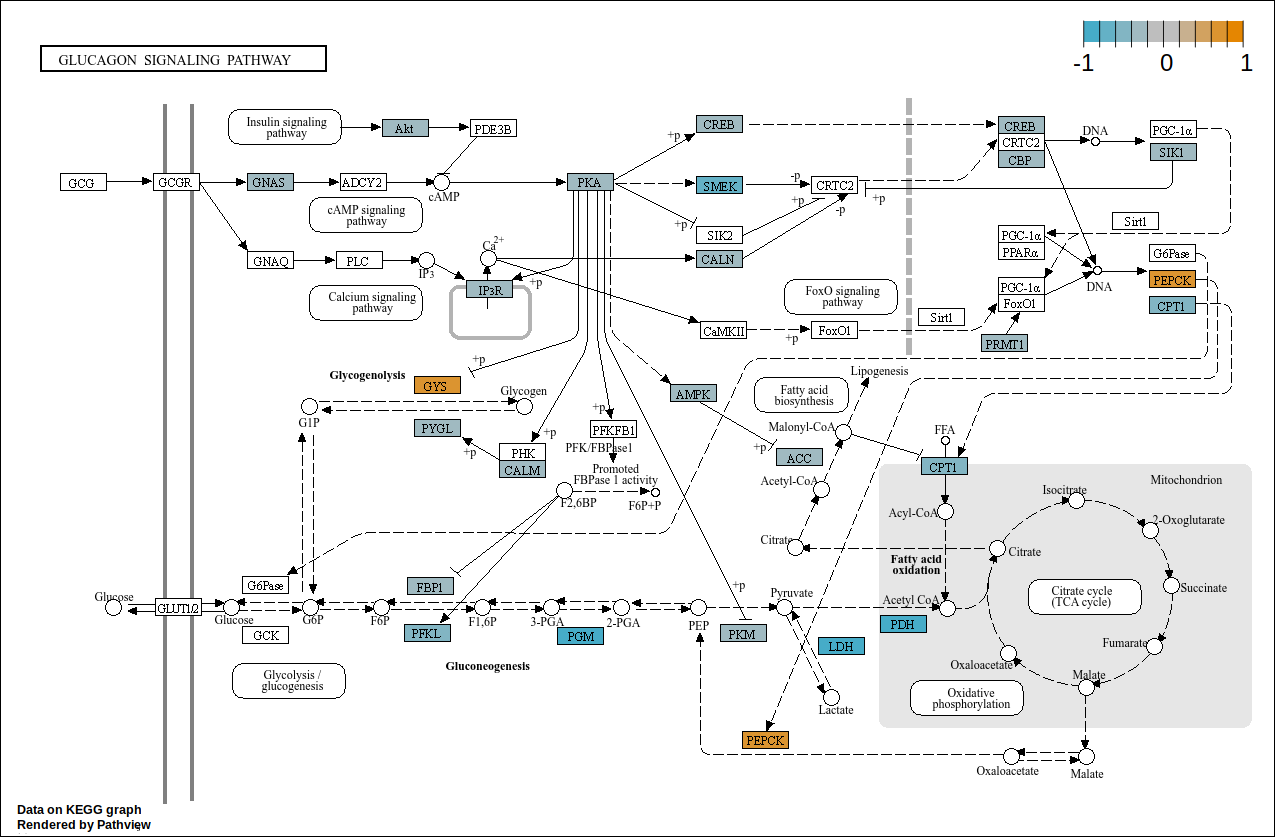 -1 0 1
GLUCAGON SIGNALING PATHWAY
Insulin signaling
pathway
Akt
PDE3B
+p
CREB
CREB
CRTC2
CBP
DNA
PGC-1α
SIK1
GCG
GCGR
GNAS
ADCY2
cAMP
PKA
SMEK
-p
+p
CRTC2
-p
+p
cAMP signaling
pathway
+p
SIK2
CALN
Sirt1
PGC-1α
PPARα
G6Pase
GNAQ
PLC
IP3
Ca2+
IP3R
+p
DNA
PEPCK
CPT1
Calcium signaling
pathway
FoxO signaling
pathway
PGC-1α
FoxO1
Sirt1
CaMKII
+p
FoxO1
PRMT1
+p
Glycogenolysis
GYS
Glycogen
AMPK
Fatty acid
biosynthesis
Lipogenesis
G1P
PYGL
+p
PHK
CALM
+p
+p
PFKFB1
PFK/FBPase1
Promoted
FBPase 1 activity
Malonyl-CoA
FFA
+p
ACC
CPT1
Mitochondrion
F2,6BP
F6P+P
Acetyl-CoA
Acyl-CoA
Isocitrate
2-Oxoglutarate
Citrate
Citrate
Fatty acid
oxidation
G6Pase
FBP1
+p
Succinate
Citrate cycle
(TCA cycle)
Glucose
GLUT1/2
Glucose
G6P
F6P
F1,6P
3-PGA
2-PGA
PEP
Pyruvate
Acetyl CoA
GCK
PFKL
PGM
PKM
LDH
PDH
Fumarate
Oxaloacetate
Malate
Glycolysis /
glucogenesis
Gluconeogenesis
Lactate
Oxidative
phosphorylation
PEPCK
Oxaloacetate
Malate
Data on KEGG graph
Rendered by Pathview